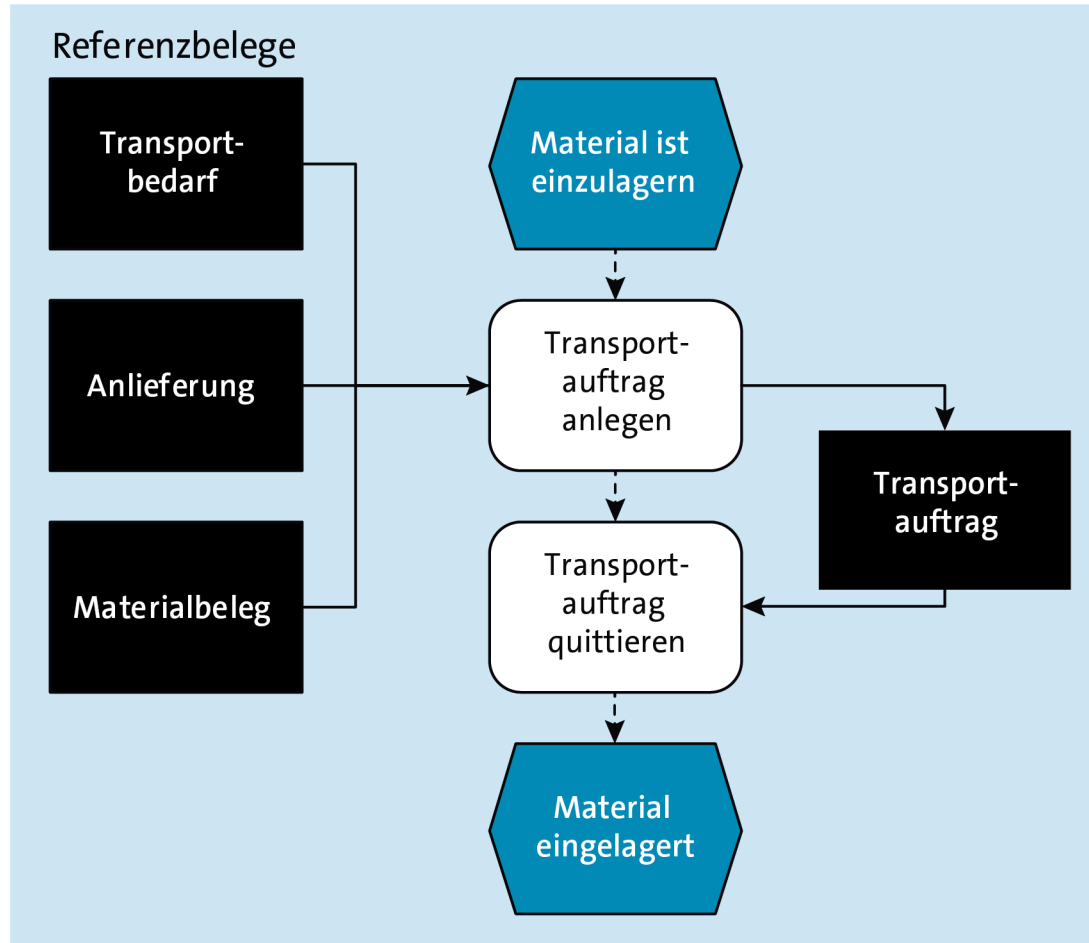 Referenzbelege
Transport-
bedarf
Anlieferung
Materialbeleg
Material ist
einzulagern
Transport-
auftrag
anlegen
Transport-
auftrag
quittieren
Material
eingelagert
Transport-
auftrag